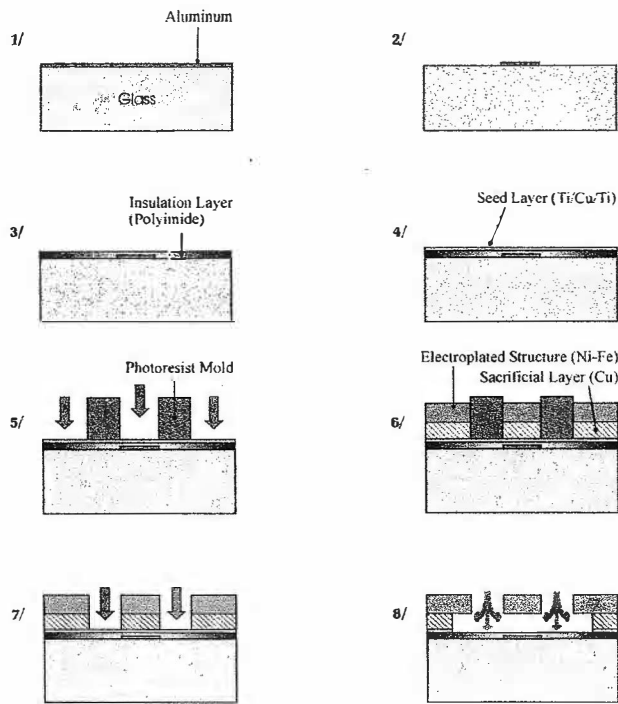 Aluminum
1/
Glass
2/
Insulation Layer
(Polyimide)
3/
Seed Layer (Ti/Cu/Ti)
4/
Photoresist Mold
5/
Electroplated Structure (Ni-Fe)
Sacrificial Layer (Cu)
6/
7/
8/